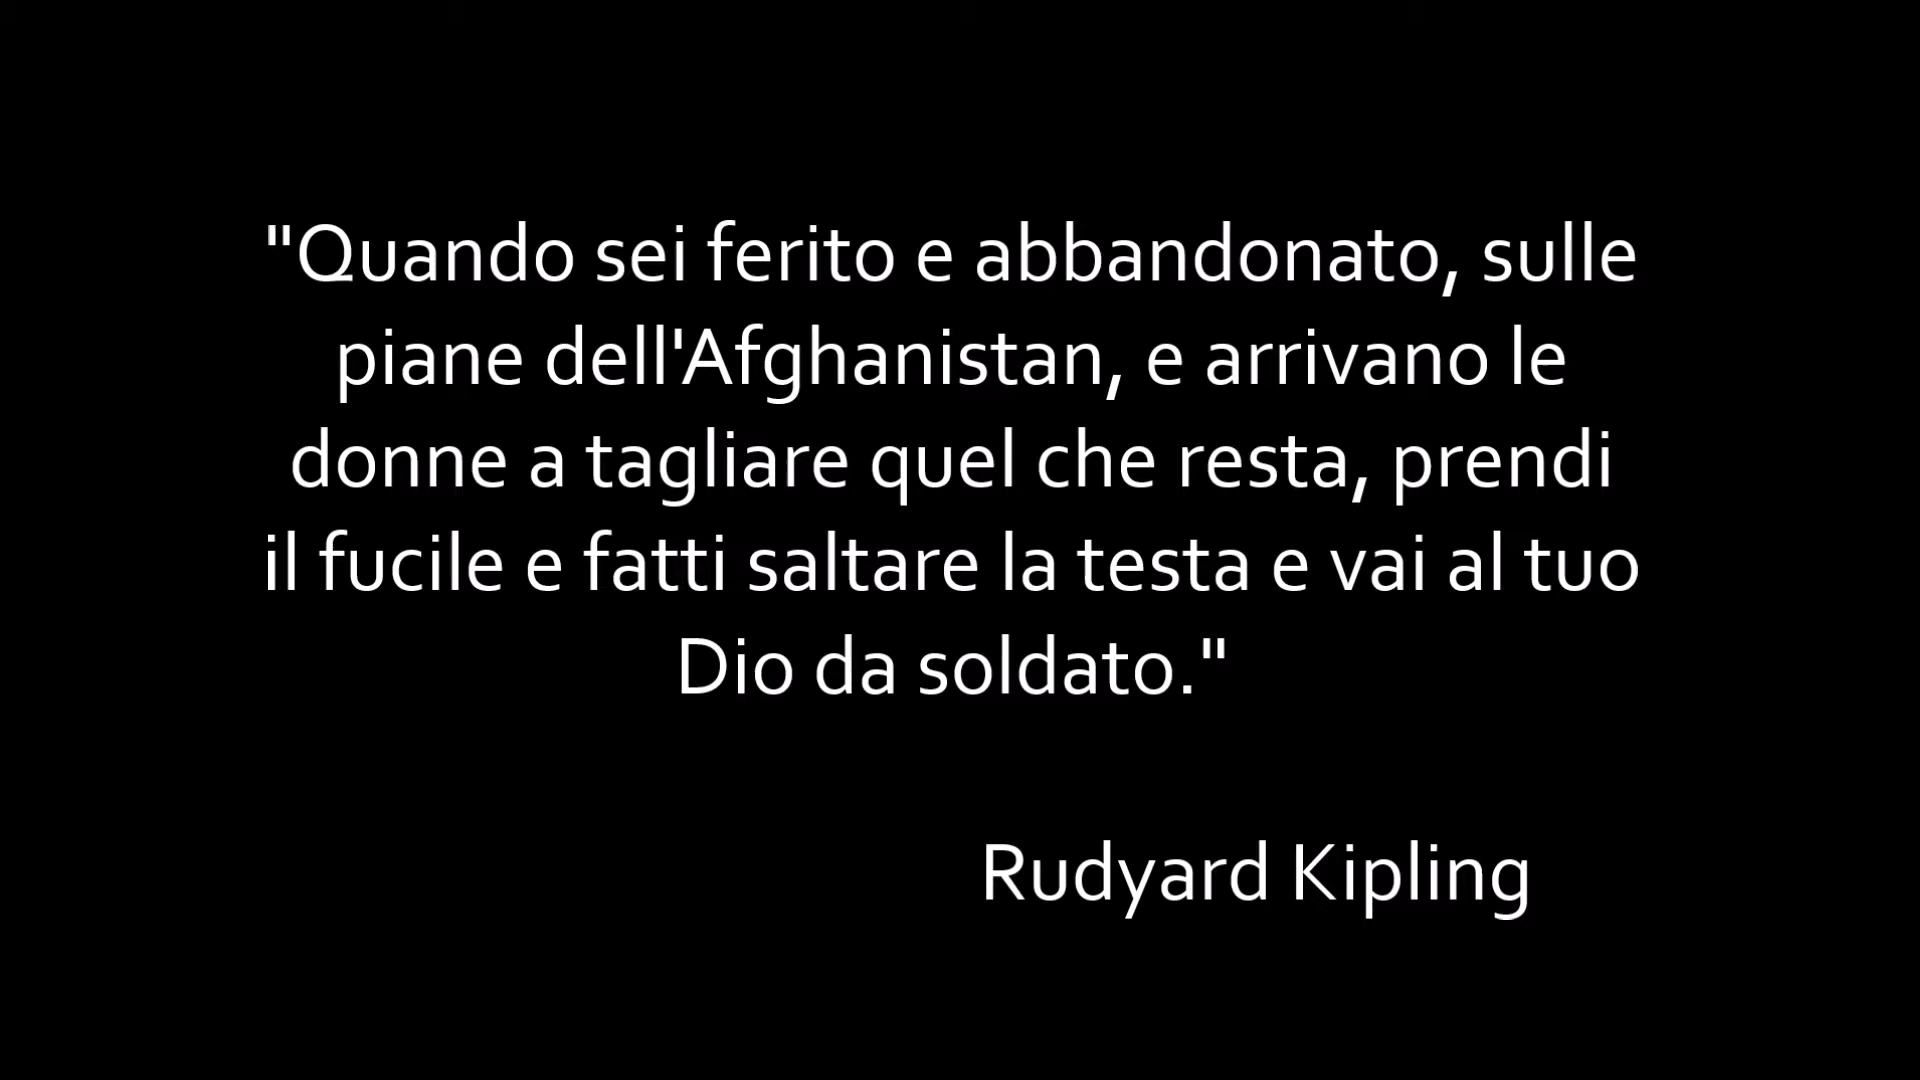 "Quando sei ferito e abbandonato, sulle
piane dell'Afghanistan, e arrivano le
donne a tagliare quel che resta, prendi
il fucile e fatti saltare la testa e vai al tuo
Dio da soldato."
Rudyard Kipling